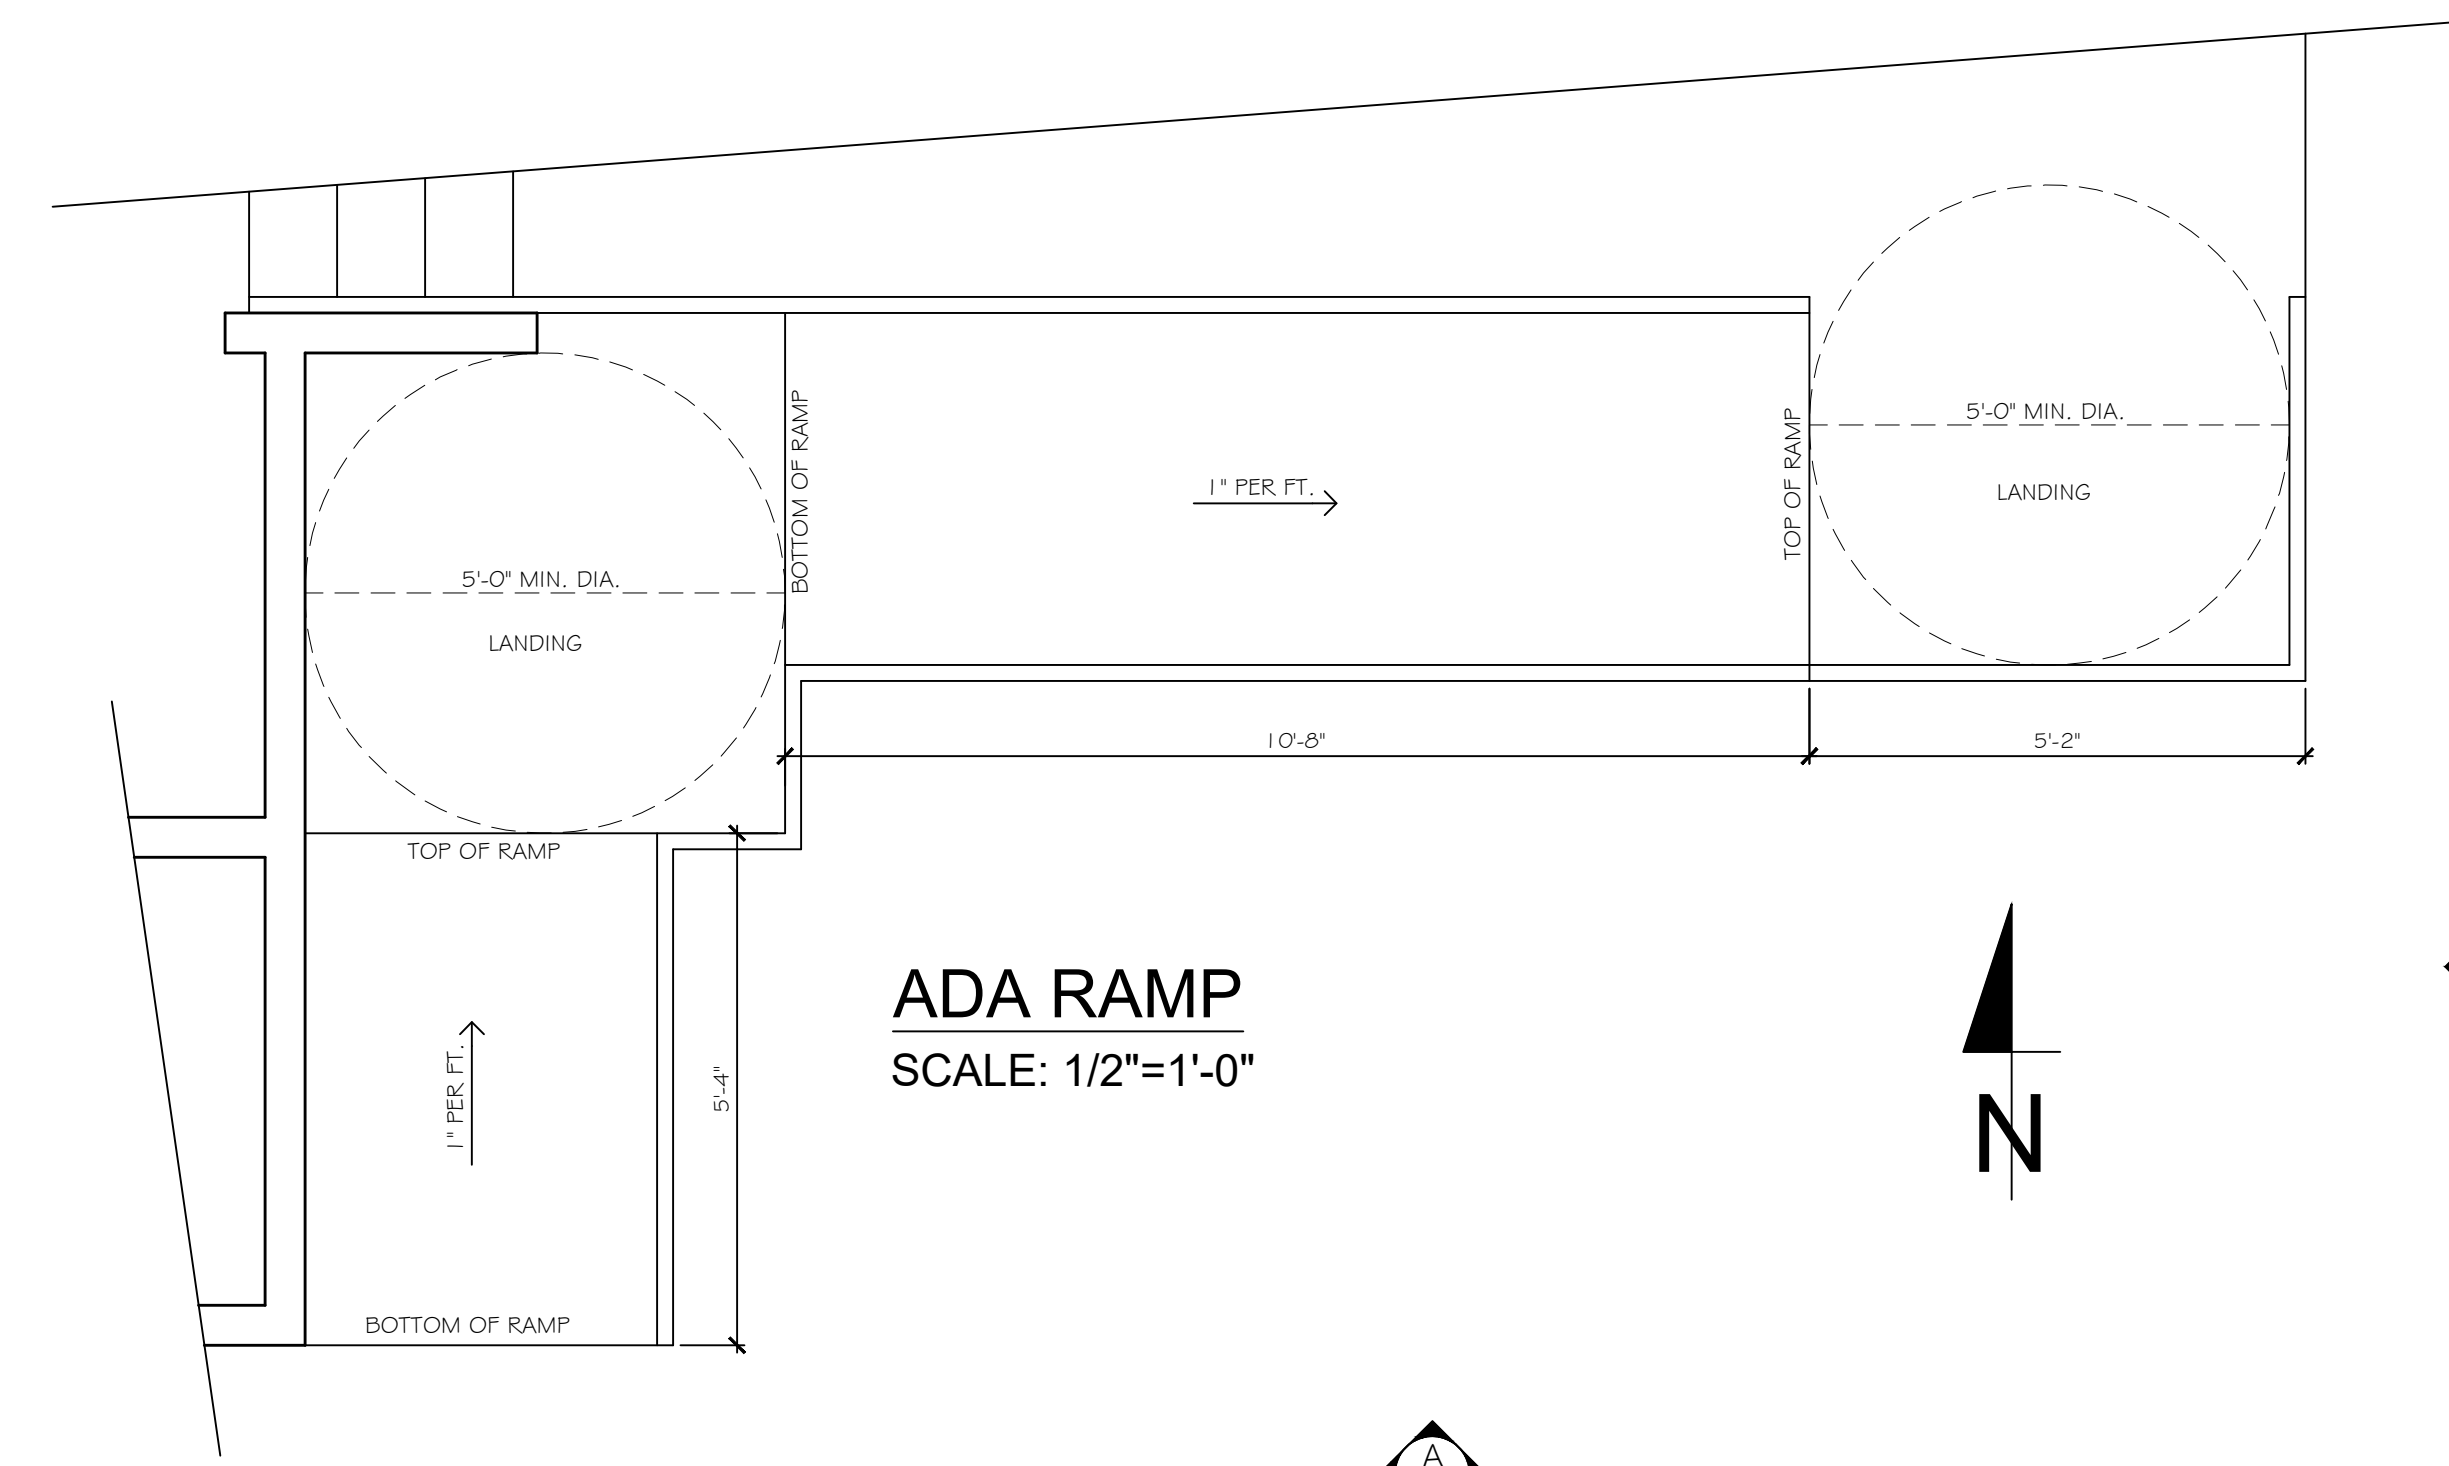 5'-0" MIN. DIA.
LANDING
BOTTOM OF RAMP
1" PER FT.
TOP OF RAMP
5'-0" MIN. DIA.
LANDING
10'-8"
5'-2"
TOP OF RAMP
1" PER FT.
5'-4"
BOTTOM OF RAMP
ADA RAMP
SCALE: 1/2"=1'-0"
N
A